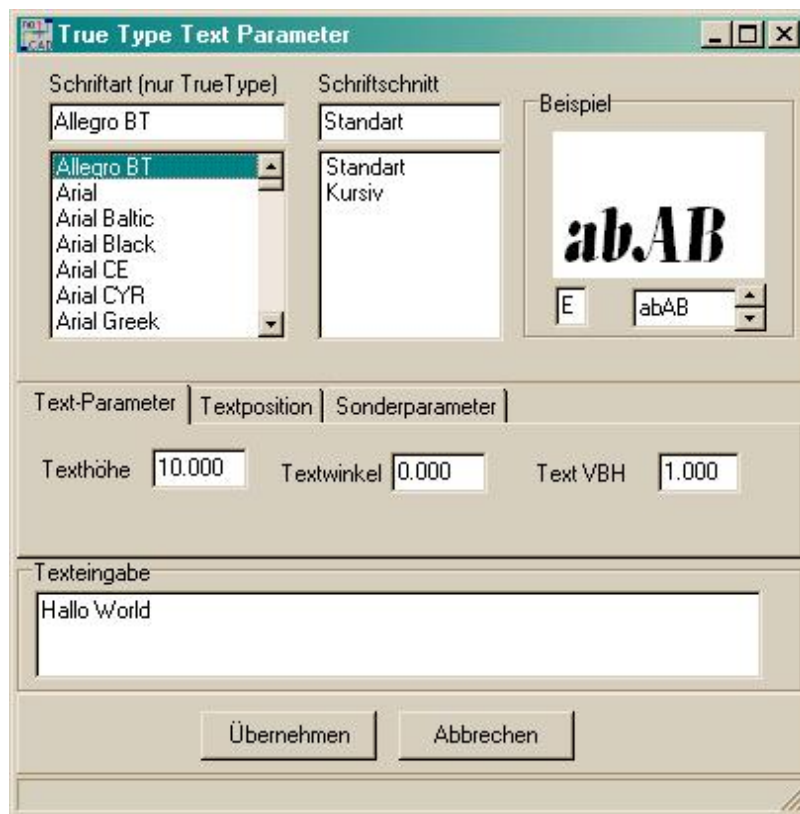 True Type Text Parameter
Schriftart (nur TrueType)
Schriftschnitt
Beispiel
Allegro BT
Standart
Allegro BT
Arial
Arial Baltic
Arial Black
Arial CE
Arial CYR
Arial Greek
Standart
Kursiv
abAB
E
abAB
Text-Parameter
Textposition
Sonderparameter
Texthöhe
10.000
Textwinkel
0.000
Text VBH
1.000
Texteingabe
Hallo World
Übernehmen
Abbrechen